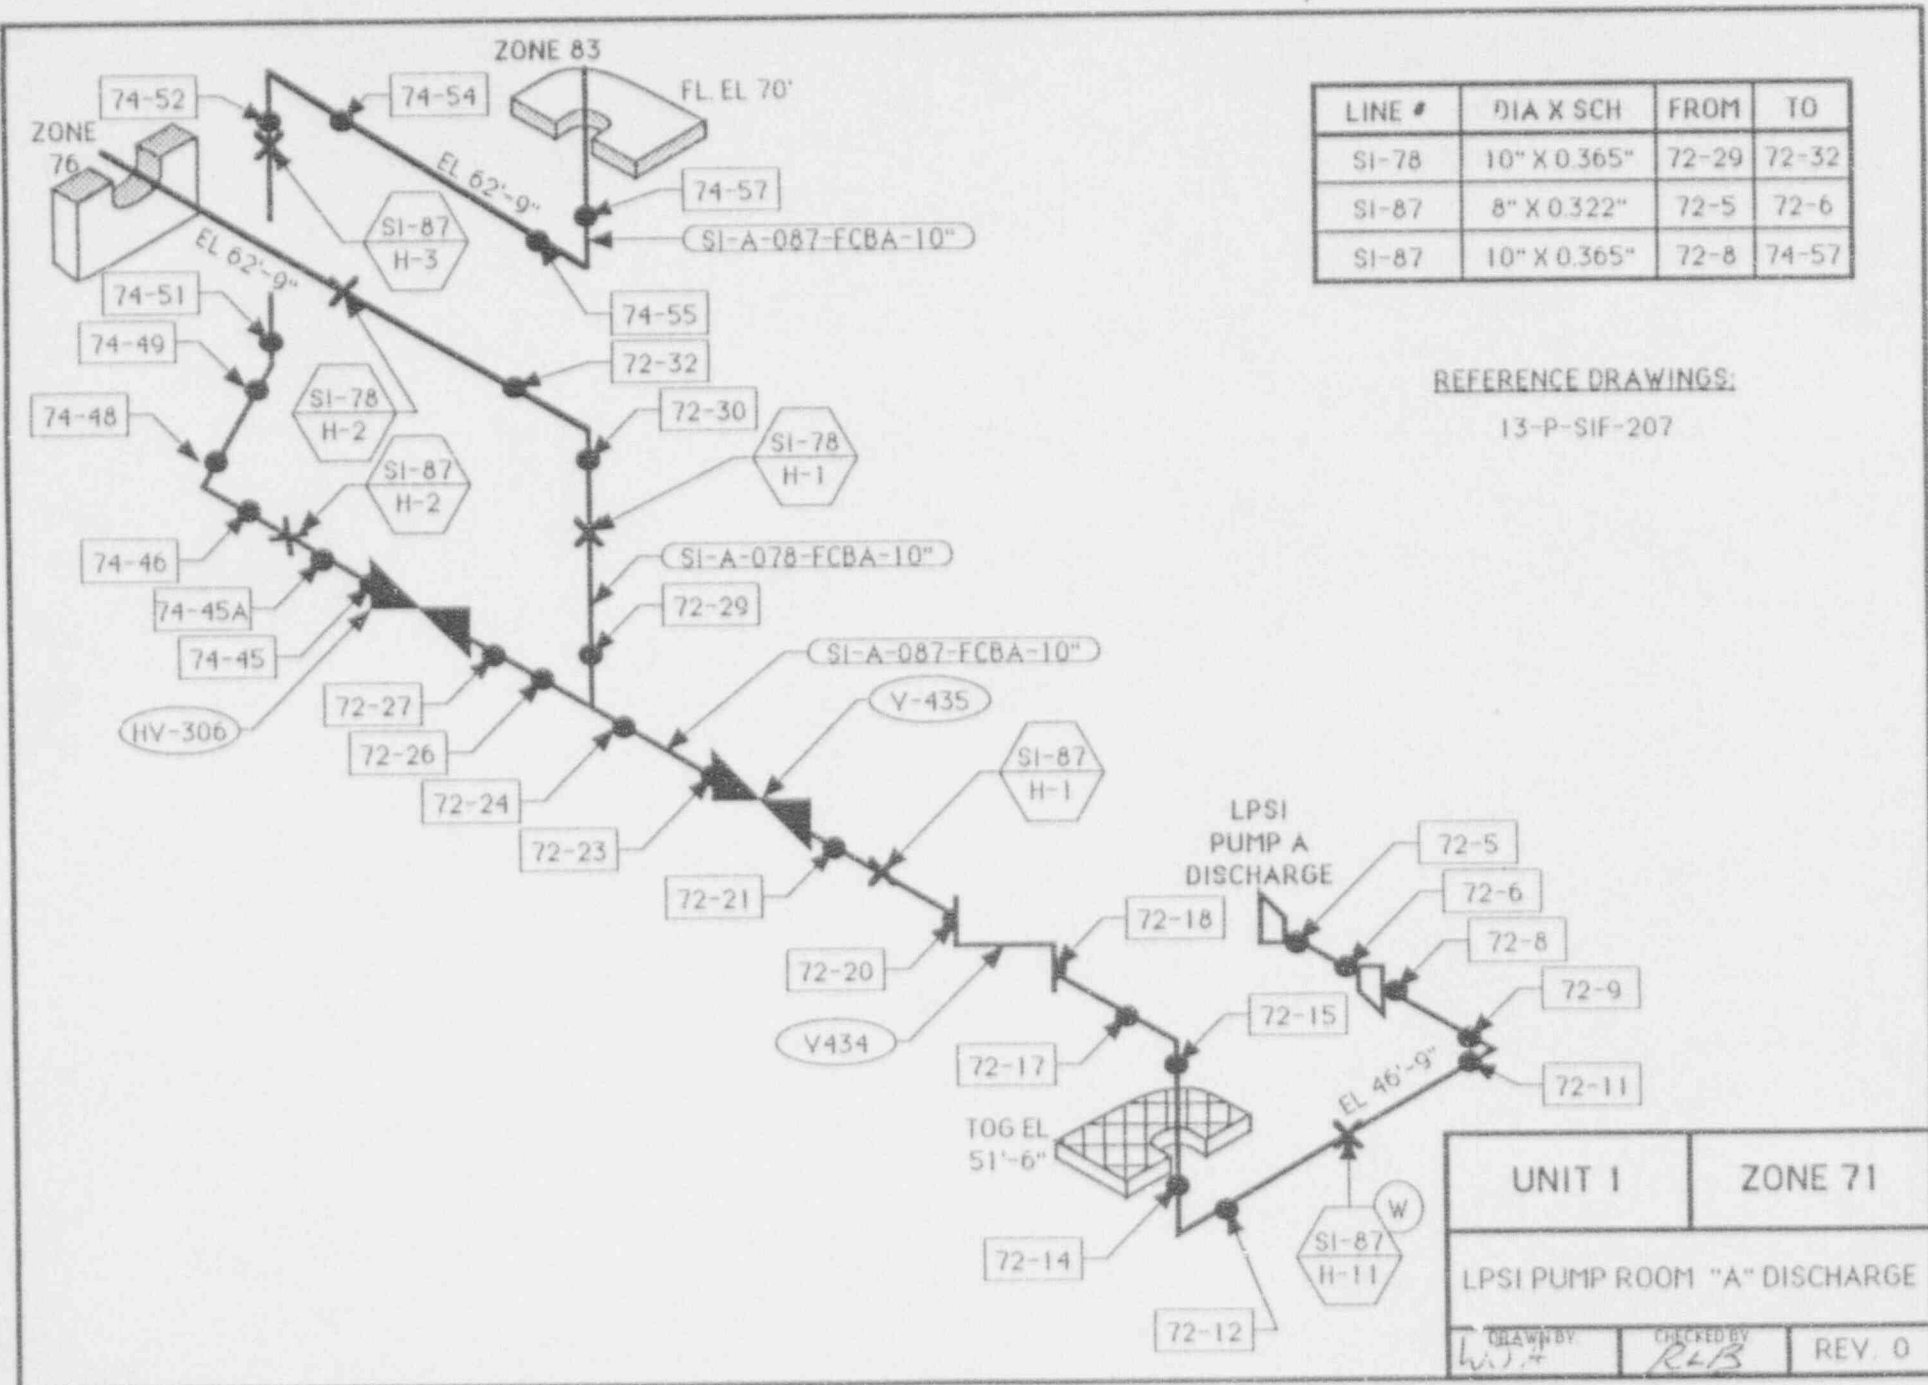 ZONE 83
FL. EL 70'
74-52
74-54
ZONE
76
EL 62'-9"
74-57
SI-87
H-3
SI-A-087-FCBA-10"
EL 62'-9"
74-51
74-55
74-49
72-32
SI-78
H-2
72-30
74-48
SI-87
H-2
SI-78
H-1
74-46
SI-A-078-FCBA-10"
74-45A
72-29
74-45
SI-A-087-FCBA-10"
72-27
V-435
HV-306
72-26
SI-87
H-1
72-24
72-23
72-21
LPSI
PUMP A
DISCHARGE
72-5
72-6
72-18
72-8
72-20
72-9
72-15
V434
72-17
EL 46'-9"
72-11
TOG EL
51'-6"
W
SI-87
H-11
72-14
72-12
LINE # DIA X SCH FROM TO
SI-78 10" X 0.365" 72-29 72-32
SI-87 8" X 0.322" 72-5 72-6
SI-87 10" X 0.365" 72-8 74-57
REFERENCE DRAWINGS:
13-P-SIF-207
UNIT 1 ZONE 71
LPSI PUMP ROOM "A" DISCHARGE
DRAWN BY CHECKED BY REV. 0
RLB